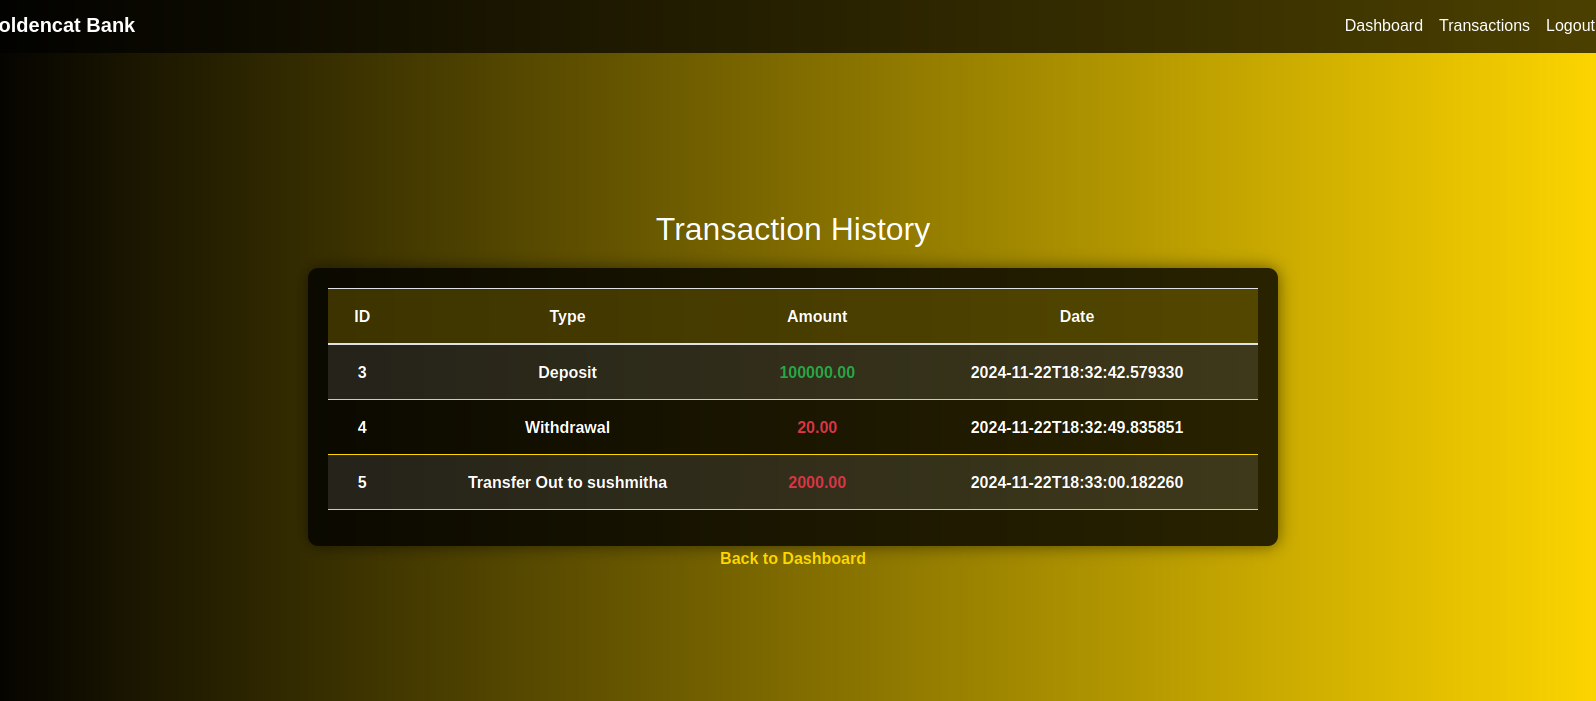 oldencat Bank Dashboard Transactions Logout
Transaction History
ID Type Amount Date
3 Deposit 100000.00 2024-11-22T18:32:42.579330
4 Withdrawal 20.00 2024-11-22T18:32:49.835851
5 Transfer Out to sushmitha 2000.00 2024-11-22T18:33:00.182260
Back to Dashboard